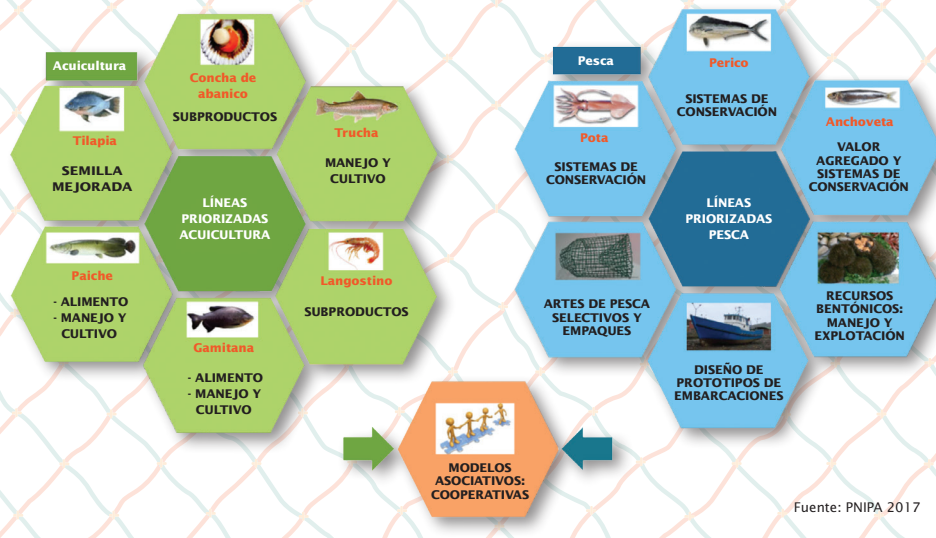 Acuicultura
Concha de
abanico
SUBPRODUCTOS
Tilapia
SEMILLA
MEJORADA
Trucha
MANEJO Y
CULTIVO
LÍNEAS
PRIORIZADAS
ACUICULTURA
Paiche
- ALIMENTO
- MANEJO Y
CULTIVO
Langostino
SUBPRODUCTOS
Gamitana
- ALIMENTO
- MANEJO Y
CULTIVO
Pesca
Perico
SISTEMAS DE
CONSERVACIÓN
Pota
SISTEMAS DE
CONSERVACIÓN
Anchoveta
VALOR
AGREGADO Y
SISTEMAS DE
CONSERVACIÓN
LÍNEAS
PRIORIZADAS
PESCA
ARTES DE PESCA
SELECTIVOS Y
EMPAQUES
RECURSOS
BENTÓNICOS:
MANEJO Y
EXPLOTACIÓN
DISEÑO DE
PROTOTIPOS DE
EMBARCACIONES
MODELOS
ASOCIATIVOS:
COOPERATIVAS
Fuente: PNIPA 2017